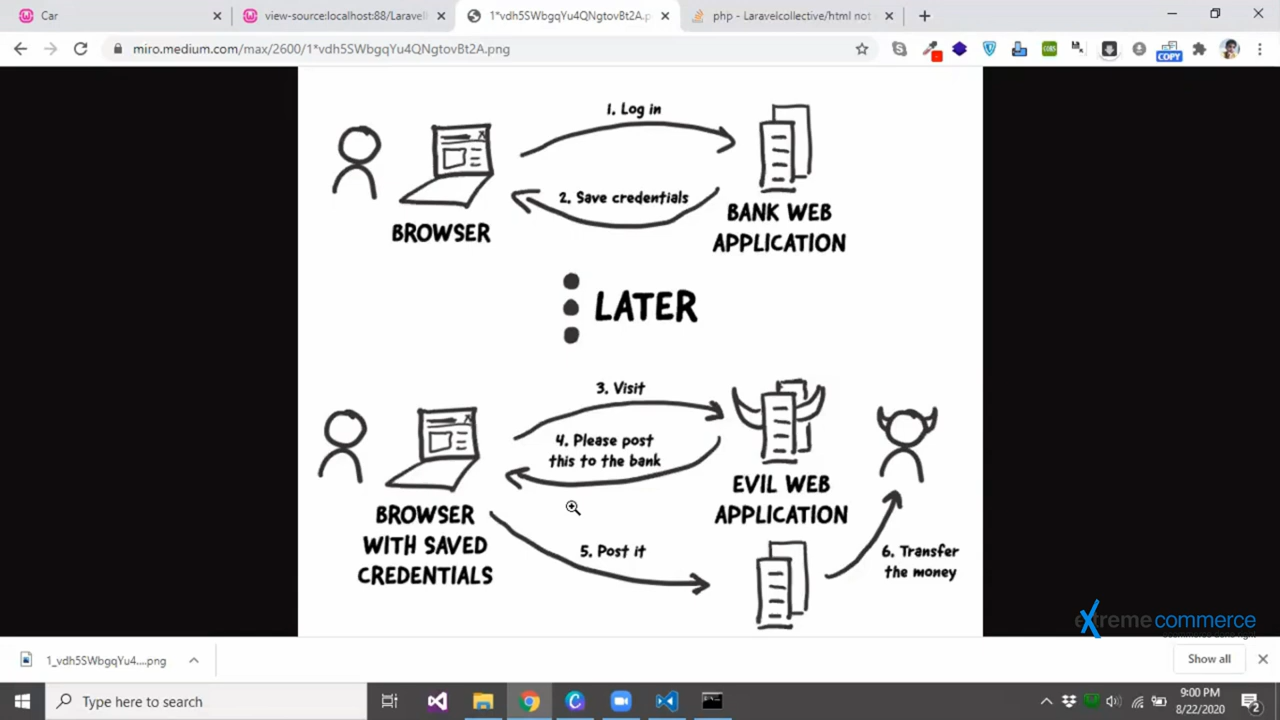 Car
view-source:localhost:88/Laravel
1*vdh5SWbgqYu4QNgtovBt2A.p
php - Laravelcollective/html not
miro.medium.com/max/2600/1*vdh5SWbgqYu4QNgtovBt2A.png
COBS
COPY
1. Log in
2. Save credentials
BROWSER
BANK WEB
APPLICATION
LATER
3. Visit
4. Please post
this to the bank
EVIL WEB
APPLICATION
BROWSER
WITH SAVED
CREDENTIALS
5. Post it
6. Transfer
the money
extreme commerce
1_vdh5SWbgqYu4....png
Show all
Type here to search
9:00 PM
8/22/2020
2